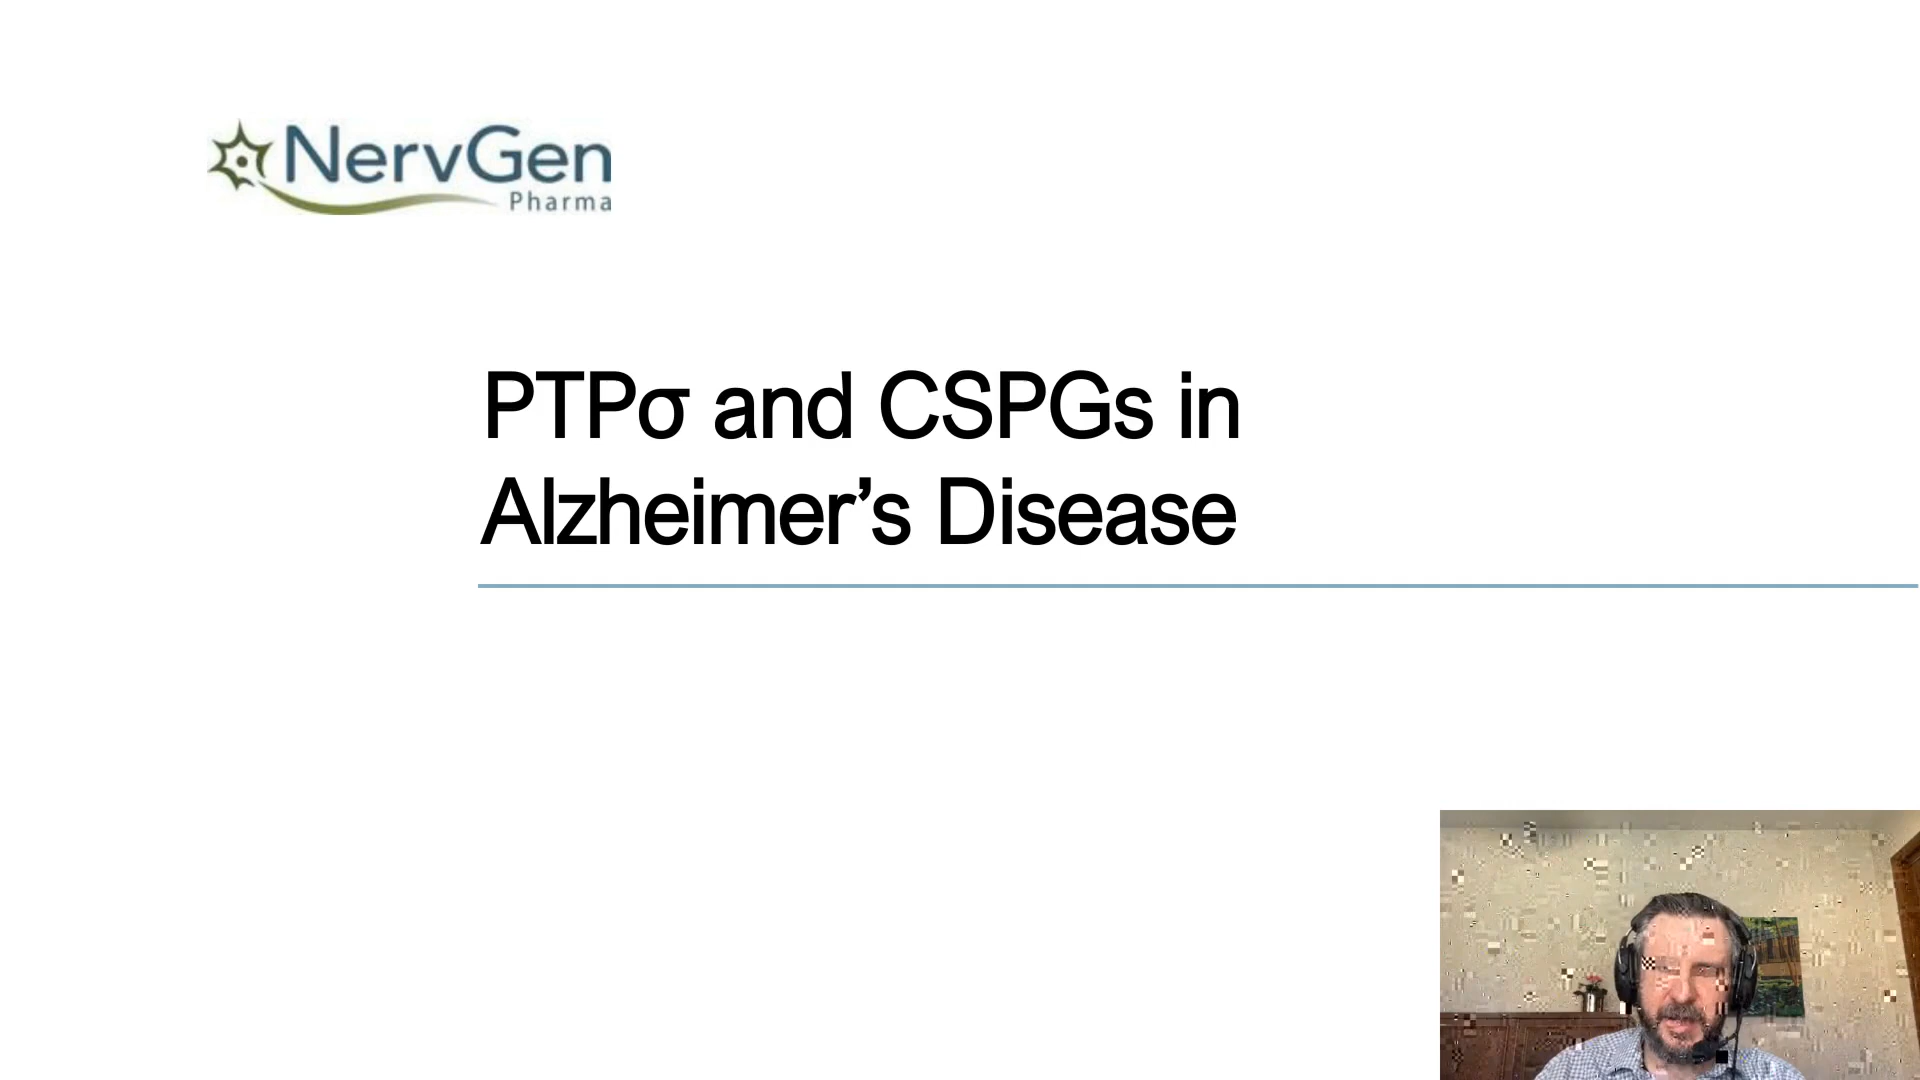 NervGen
Pharma
PTPσ and CSPGs in
Alzheimer’s Disease